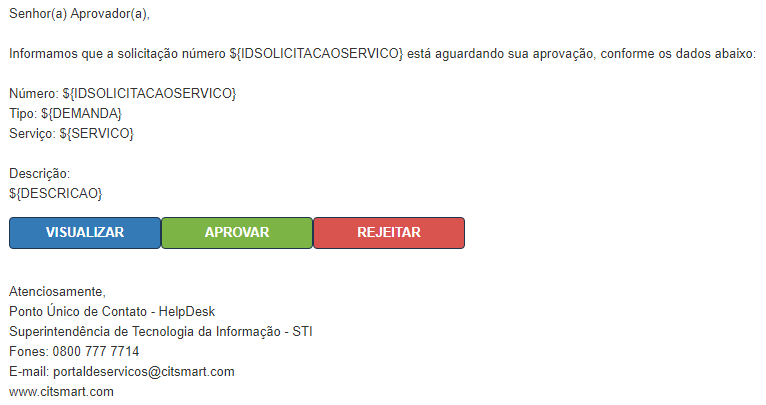 Senhor(a) Aprovador(a),
Informamos que a solicitação número ${IDSOLICITACAOSERVICO} está aguardando sua aprovação, conforme os dados abaixo:
Número: ${IDSOLICITACAOSERVICO}
Tipo: ${DEMANDA}
Serviço: ${SERVICO}
Descrição:
${DESCRICAO}
VISUALIZAR APROVAR REJEITAR
Atenciosamente,
Ponto Único de Contato - HelpDesk
Superintendência de Tecnologia da Informação - STI
Fones: 0800 777 7714
E-mail: portaldeservicos@citsmart.com
www.citsmart.com